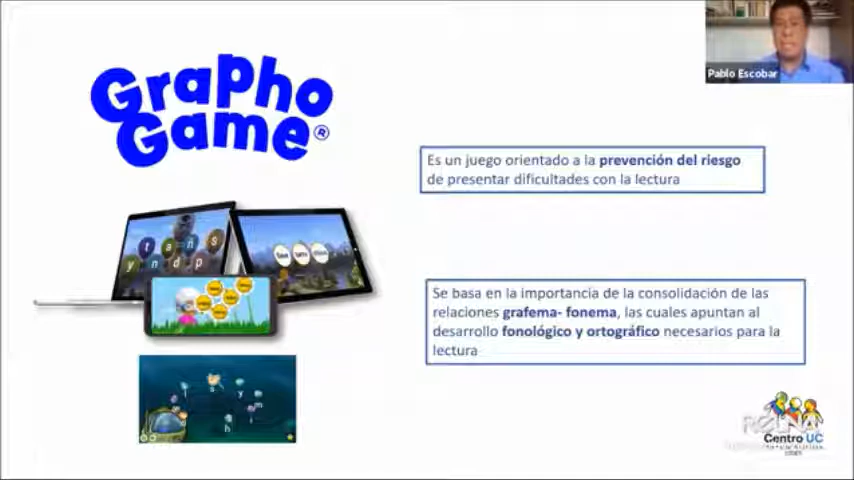 Pablo Escobar
Grapho
Game®
Es un juego orientado a la prevención del riesgo
de presentar dificultades con la lectura
t a ñ s
y n d p
Se basa en la importancia de la consolidación de las
relaciones grafema- fonema, las cuales apuntan al
desarrollo fonológico y ortográfico necesarios para la
lectura
y
m
h
Centro UC